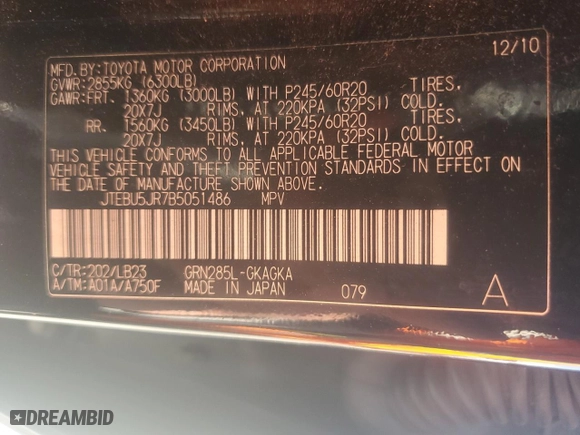 12/10
MFD.BY:TOYOTA MOTOR CORPORATION
GVWR:2855KG (6300LB)
GAWR:FRT. 1360KG (3000LB) WITH P245/60R20 TIRES,
20X7J RIMS, AT 220KPA (32PSI) COLD.
RR. 1560KG (3450LB) WITH P245/60R20 TIRES,
20X7J RIMS, AT 220KPA (32PSI) COLD.
THIS VEHICLE CONFORMS TO ALL APPLICABLE FEDERAL MOTOR
VEHICLE SAFETY AND THEFT PREVENTION STANDARDS IN EFFECT ON
THE DATE OF MANUFACTURE SHOWN ABOVE.
JTEBU5JR7B5051486 MPV
C/TR:202/LB23 GRN285L-GKAGKA
A/TM:A01A/A750F MADE IN JAPAN 079 A
DREAMBID